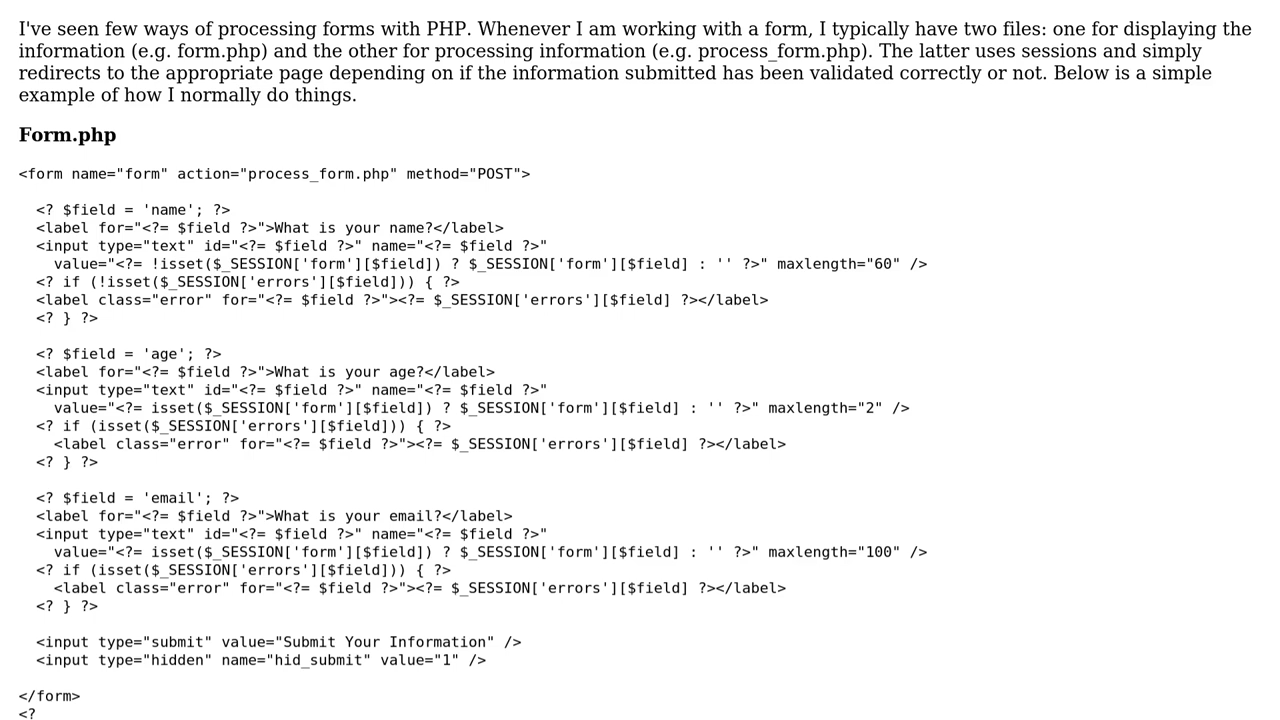 I've seen few ways of processing forms with PHP. Whenever I am working with a form, I typically have two files: one for displaying the
information (e.g. form.php) and the other for processing information (e.g. process_form.php). The latter uses sessions and simply
redirects to the appropriate page depending on if the information submitted has been validated correctly or not. Below is a simple
example of how I normally do things.
Form.php
<form name="form" action="process_form.php" method="POST">
<? $field = 'name'; ?>
<label for="<?= $field ?>">What is your name?</label>
<input type="text" id="<?= $field ?>" name="<?= $field ?>"
value="<?= !isset($_SESSION['form'][$field]) ? $_SESSION['form'][$field] : '' ?>" maxlength="60" />
<? if (!isset($_SESSION['errors'][$field])) { ?>
<label class="error" for="<?= $field ?>"><?= $_SESSION['errors'][$field] ?></label>
<? } ?>
<? $field = 'age'; ?>
<label for="<?= $field ?>">What is your age?</label>
<input type="text" id="<?= $field ?>" name="<?= $field ?>"
value="<?= isset($_SESSION['form'][$field]) ? $_SESSION['form'][$field] : '' ?>" maxlength="2" />
<? if (isset($_SESSION['errors'][$field])) { ?>
<label class="error" for="<?= $field ?>"><?= $_SESSION['errors'][$field] ?></label>
<? } ?>
<? $field = 'email'; ?>
<label for="<?= $field ?>">What is your email?</label>
<input type="text" id="<?= $field ?>" name="<?= $field ?>"
value="<?= isset($_SESSION['form'][$field]) ? $_SESSION['form'][$field] : '' ?>" maxlength="100" />
<? if (isset($_SESSION['errors'][$field])) { ?>
<label class="error" for="<?= $field ?>"><?= $_SESSION['errors'][$field] ?></label>
<? } ?>
<input type="submit" value="Submit Your Information" />
<input type="hidden" name="hid_submit" value="1" />
</form>
<?